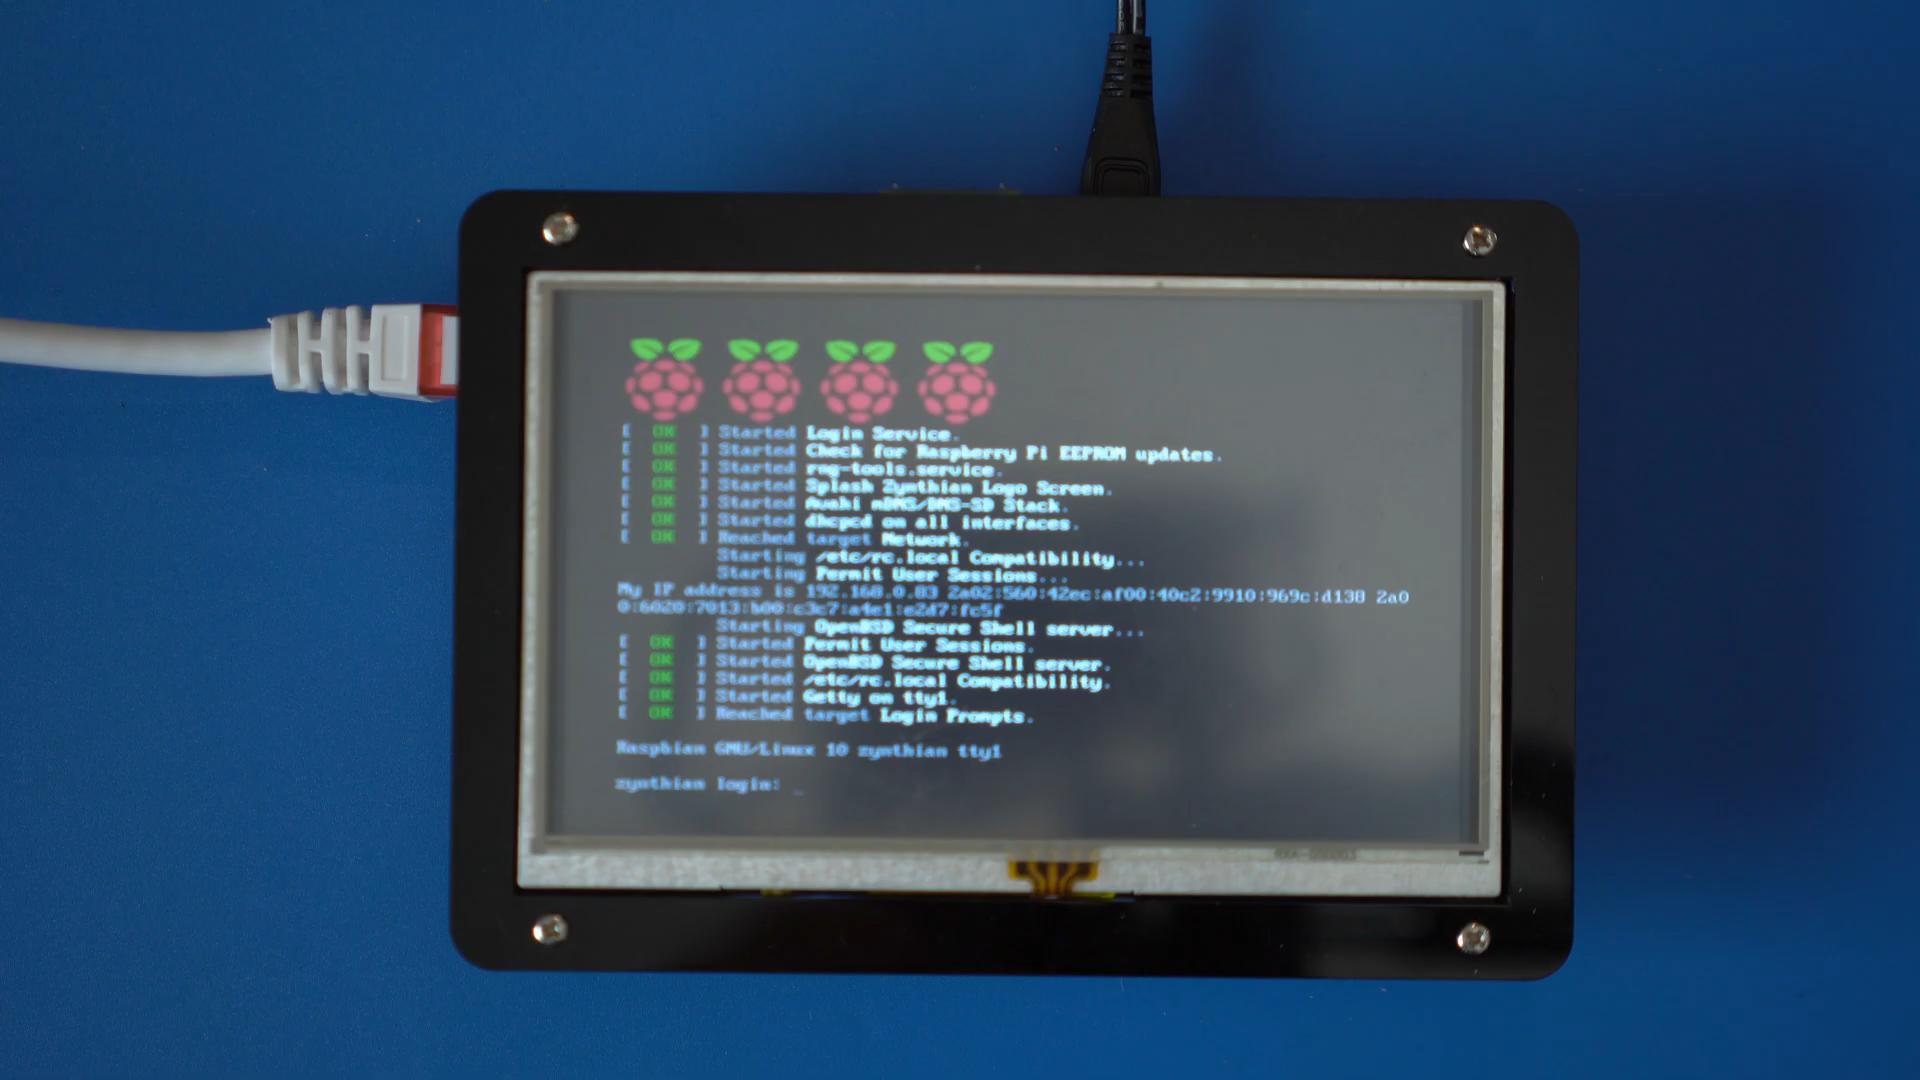 [ OK ] Started Login Service.
[ OK ] Started Check for Raspberry Pi EEPROM updates.
[ OK ] Started rng-tools.service.
[ OK ] Started Splash Zynthian Logo Screen.
[ OK ] Started Avahi mDNS/DNS-SD Stack.
[ OK ] Started dhcpcd on all interfaces.
[ OK ] Reached target Network.
Starting /etc/rc.local Compatibility...
Starting Permit User Sessions...
My IP address is 192.168.0.83 2a02:560:42ec:af00:40c2:9910:969c:d138 2a0
0:6020:7013:b00:c3c7:a4e1:e2d7:fc5f
Starting OpenBSD Secure Shell server...
[ OK ] Started Permit User Sessions.
[ OK ] Started OpenBSD Secure Shell server.
[ OK ] Started /etc/rc.local Compatibility.
[ OK ] Started Getty on tty1.
[ OK ] Reached target Login Prompts.
Raspbian GNU/Linux 10 zynthian tty1
zynthian login: _